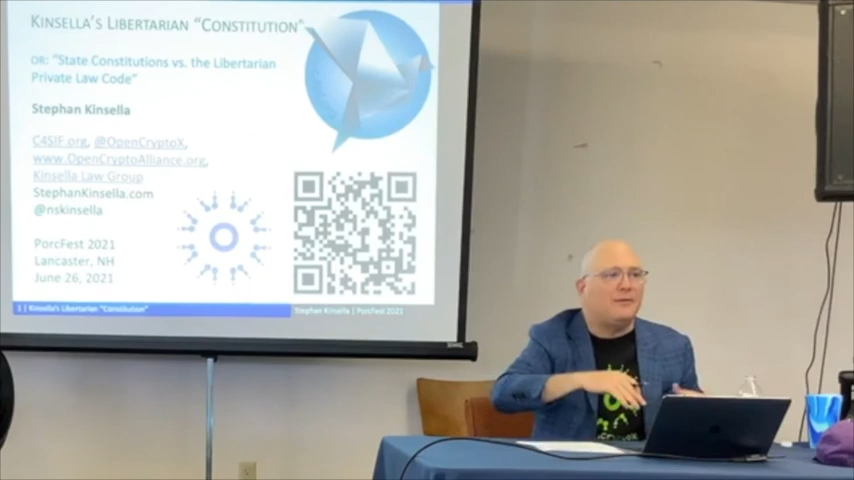 KINSELLA'S LIBERTARIAN "CONSTITUTION"
OR: "State Constitutions vs. the Libertarian
Private Law Code"
Stephan Kinsella
C4SIF.org, @OpenCryptoX,
www.OpenCryptoAlliance.org,
Kinsella Law Group
StephanKinsella.com
@nskinsella
PorcFest 2021
Lancaster, NH
June 26, 2021
1 | Kinsella's Libertarian "Constitution"
Stephan Kinsella | PorcFest 2021